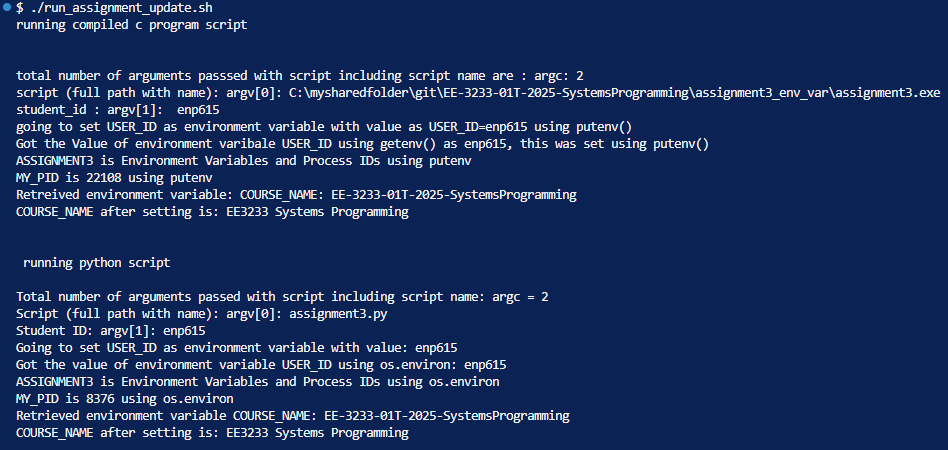 $ ./run_assignment_update.sh
running compiled c program script
total number of arguments passsed with script including script name are : argc: 2
script (full path with name): argv[0]: C:\mysharedfolder\git\EE-3233-01T-2025-SystemsProgramming\assignment3_env_var\assignment3.exe
student_id : argv[1]:  enp615
going to set USER_ID as environment variable with value as USER_ID=enp615 using putenv()
Got the Value of environment varibale USER_ID using getenv() as enp615, this was set using putenv()
ASSIGNMENT3 is Environment Variables and Process IDs using putenv
MY_PID is 22108 using putenv
Retreived environment variable: COURSE_NAME: EE-3233-01T-2025-SystemsProgramming
COURSE_NAME after setting is: EE3233 Systems Programming
running python script
Total number of arguments passed with script including script name: argc = 2
Script (full path with name): argv[0]: assignment3.py
Student ID: argv[1]: enp615
Going to set USER_ID as environment variable with value: enp615
Got the value of environment variable USER_ID using os.environ: enp615
ASSIGNMENT3 is Environment Variables and Process IDs using os.environ
MY_PID is 8376 using os.environ
Retrieved environment variable COURSE_NAME: EE-3233-01T-2025-SystemsProgramming
COURSE_NAME after setting is: EE3233 Systems Programming